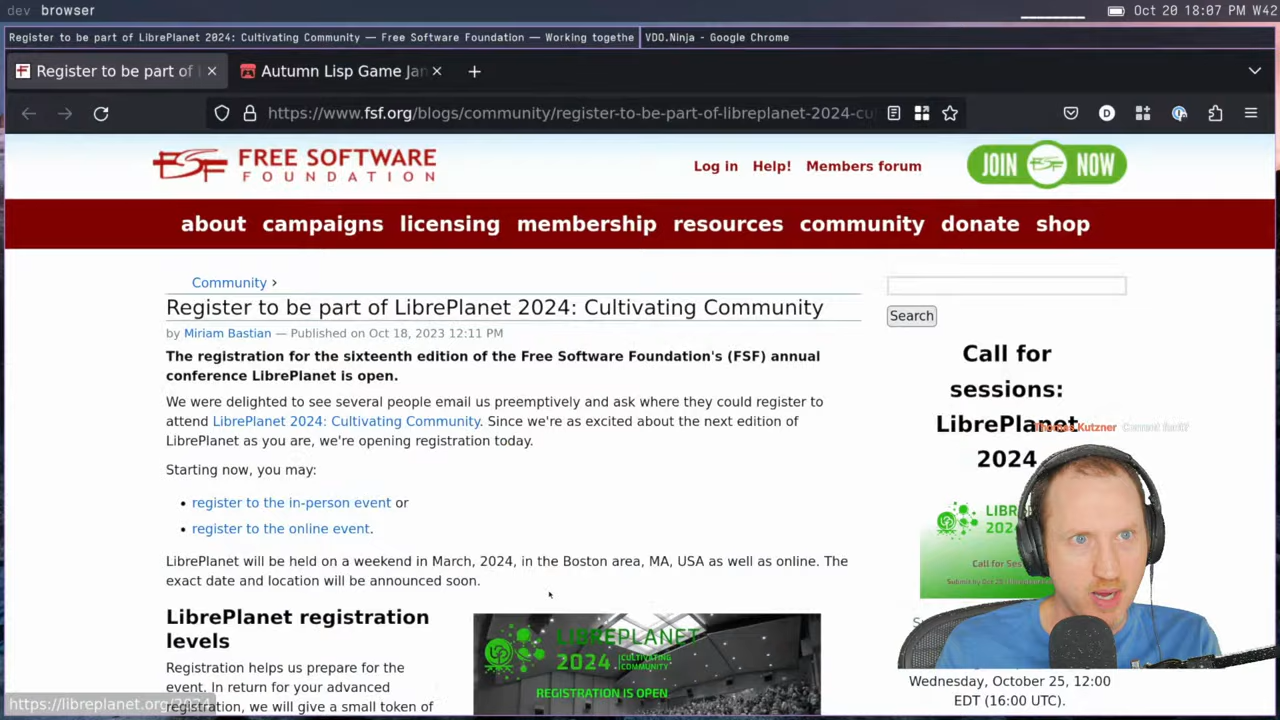 dev browser
Oct 20 18:07 PM W42
Register to be part of LibrePlanet 2024: Cultivating Community — Free Software Foundation — Working togethe
VDO.Ninja - Google Chrome
Register to be part of
Autumn Lisp Game Jam
https://www.fsf.org/blogs/community/register-to-be-part-of-libreplanet-2024-cu
FREE SOFTWARE
FOUNDATION
Log in Help! Members forum
JOIN NOW
about campaigns licensing membership resources community donate shop
Community ›
Register to be part of LibrePlanet 2024: Cultivating Community
by Miriam Bastian — Published on Oct 18, 2023 12:11 PM
The registration for the sixteenth edition of the Free Software Foundation's (FSF) annual
conference LibrePlanet is open.
We were delighted to see several people email us preemptively and ask where they could register to
attend LibrePlanet 2024: Cultivating Community. Since we're as excited about the next edition of
LibrePlanet as you are, we're opening registration today.
Starting now, you may:
• register to the in-person event or
• register to the online event.
LibrePlanet will be held on a weekend in March, 2024, in the Boston area, MA, USA as well as online. The
exact date and location will be announced soon.
LibrePlanet registration
levels
Registration helps us prepare for the
event. In return for your advanced
registration, we will give a small token of
LIBREPLANET
2024 CULTIVATING
COMMUNITY
REGISTRATION IS OPEN
Search
Call for
sessions:
LibrePlanet
2024
Thomas Kutzner
LIBR
202
Call for Ses
Wednesday, October 25, 12:00
EDT (16:00 UTC).
https://libreplanet.org/2024